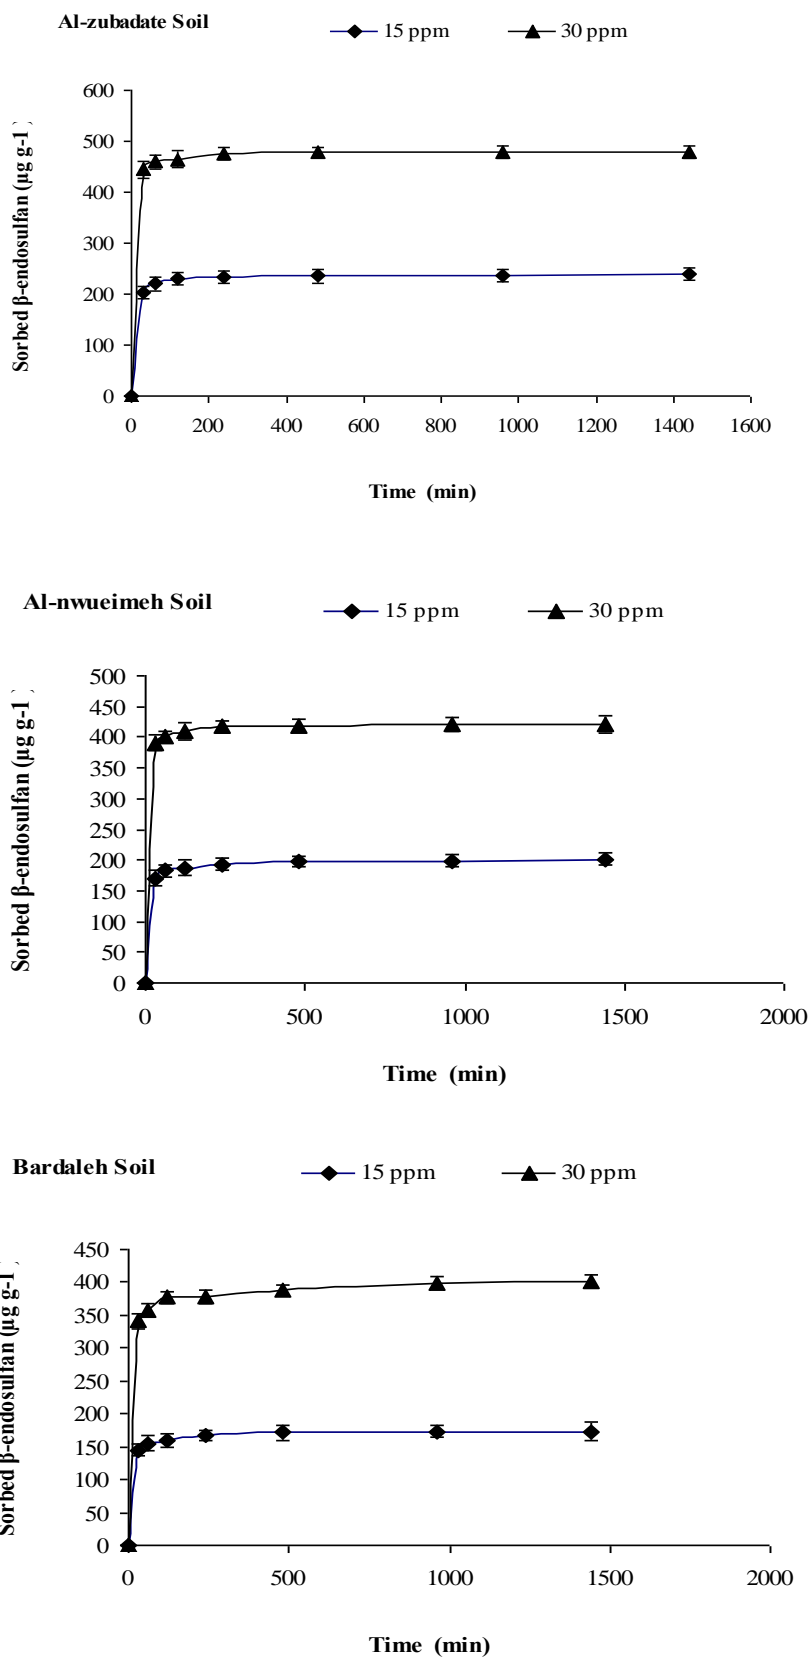 Al-zubadate Soil
15 ppm
30 ppm
600
500
400
300
200
100
0
Sorbed β-endosulfan (µg g-1
0 200 400 600 800 1000 1200 1400 1600
Time (min)
Al-nwueimeh Soil
15 ppm
30 ppm
500
450
400
350
300
250
200
150
100
50
0
Sorbed β-endosulfan (µg g-1
0 500 1000 1500 2000
Time (min)
Bardaleh Soil
15 ppm
30 ppm
450
400
350
300
250
200
150
100
50
0
Sorbed β-endosulfan (µg g-1
0 500 1000 1500 2000
Time (min)